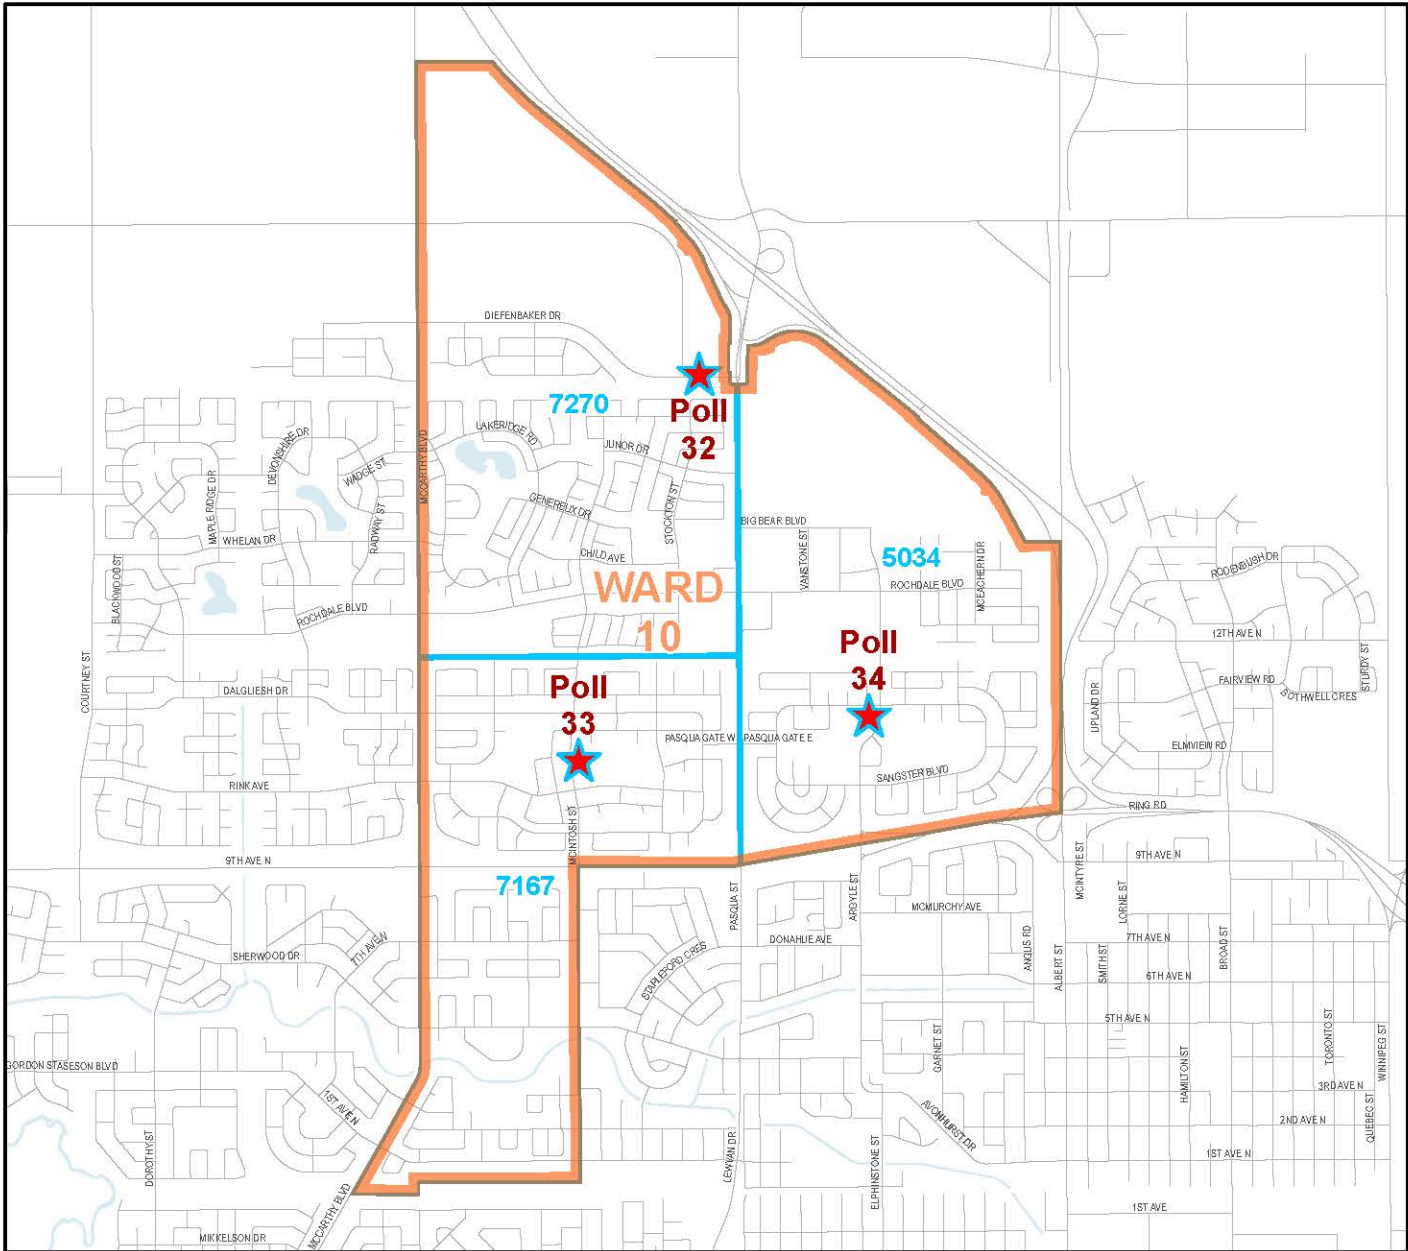 DIEFENBAKER DR
7270
Poll
32
LAKERIDGE RD
JUNOR DR
DEVONSHIRE DR
WADGE ST
MCCARTHY BLVD
MAPLE RIDGE DR
RADWAY ST
GENEREUX DR
STOCKTON ST
BIG BEAR BLVD
VANSTONE ST
WHELAN DR
CHILD AVE
5034
MCEACHERN DR
ROCHDALE BLVD
RODENBUSH DR
BLACKWOOD ST
WARD
10
ROCHDALE BLVD
12TH AVE N
Poll
34
COURTNEY ST
STURDY ST
DALGLIESH DR
Poll
33
FAIRVIEW RD
BOTHWELL CRES
UPLAND DR
PASQUA GATE W
PASQUA GATE E
ELMVIEW RD
RINK AVE
SANGSTER BLVD
RING RD
MCINTOSH ST
9TH AVE N
9TH AVE N
7167
PASQUA ST
ARGYLE ST
MCINTYRE ST
LORNE ST
MCMURCHY AVE
DONAHUE AVE
7TH AVE N
7TH AVE N
SHERWOOD DR
STAPLEFORD CRES
ANGUS RD
ALBERT ST
SMITH ST
BROAD ST
6TH AVE N
5TH AVE N
GORDON STASESON BLVD
GARNET ST
HAMILTON ST
TORONTO ST
WINNIPEG ST
3RD AVE N
1ST AVE N
AVONHURST DR
2ND AVE N
QUEBEC ST
DOROTHY ST
LEWVAN DR
ELPHINSTONE ST
1ST AVE N
MCCARTHY BLVD
1ST AVE
MIKKELSON DR